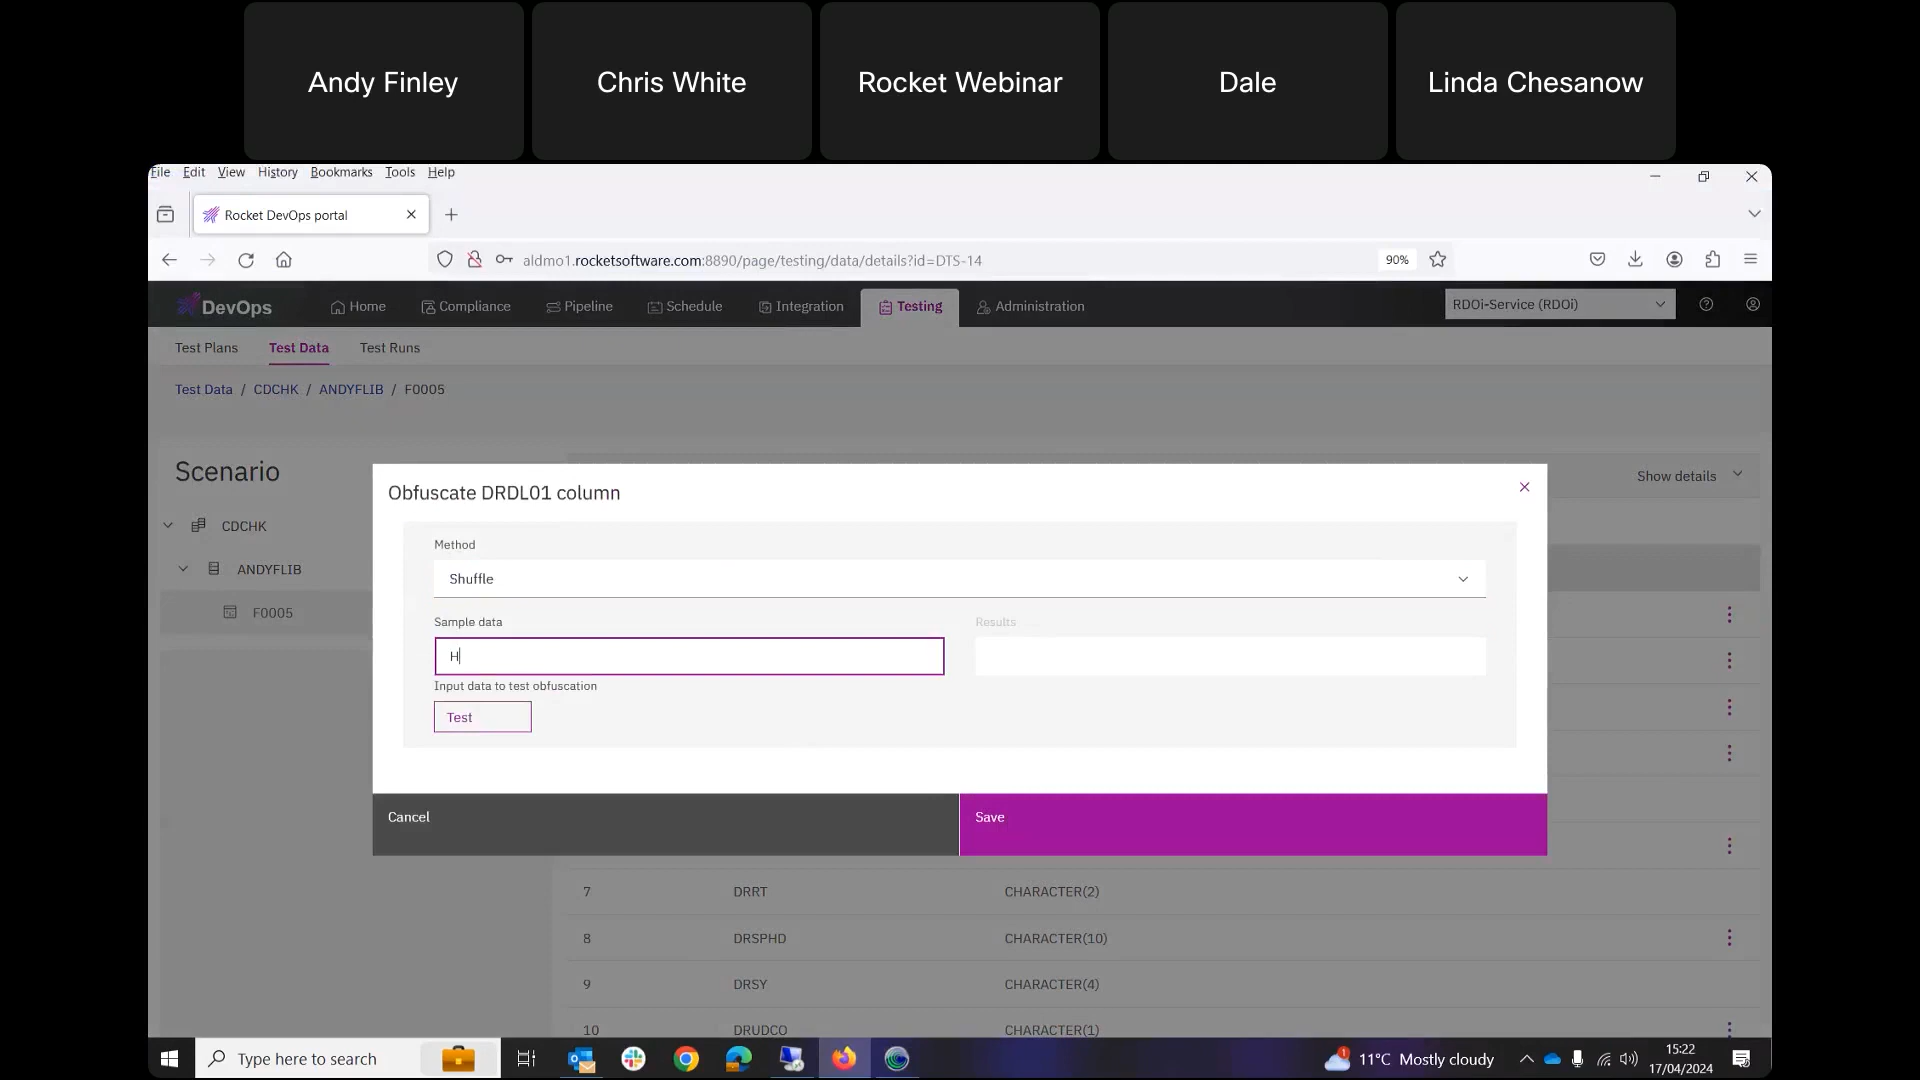 Andy Finley
Chris White
Rocket Webinar
Dale
Linda Chesanow
File Edit View History Bookmarks Tools Help
Rocket DevOps portal
aldmo1.rocketsoftware.com:8890/page/testing/data/details?id=DTS-14
90%
DevOps
Home
Compliance
Pipeline
Schedule
Integration
Testing
Administration
RDOi-Service (RDOi)
Test Plans
Test Data
Test Runs
Test Data / CDCHK / ANDYFLIB / F0005
Scenario
Show details
CDCHK
ANDYFLIB
F0005
Obfuscate DRDL01 column
Method
Shuffle
Sample data
Results
H
Input data to test obfuscation
Test
Cancel
Save
7 DRRT CHARACTER(2)
8 DRSPHD CHARACTER(10)
9 DRSY CHARACTER(4)
10 DRUDCO CHARACTER(1)
Type here to search
11°C Mostly cloudy
15:22
17/04/2024